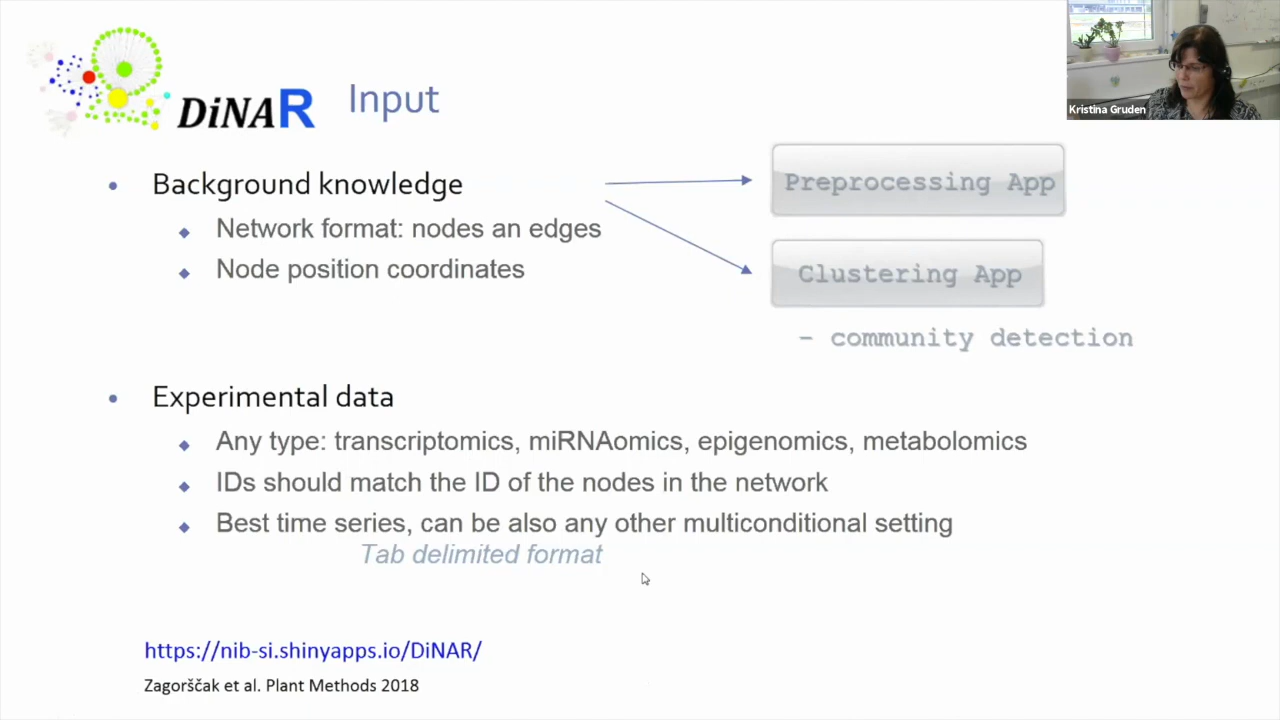 DiNAR Input
Kristina Gruden
Background knowledge
Network format: nodes an edges
Node position coordinates
Preprocessing App
Clustering App
- community detection
Experimental data
Any type: transcriptomics, miRNAomics, epigenomics, metabolomics
IDs should match the ID of the nodes in the network
Best time series, can be also any other multiconditional setting
Tab delimited format
https://nib-si.shinyapps.io/DiNAR/
Zagorščak et al. Plant Methods 2018